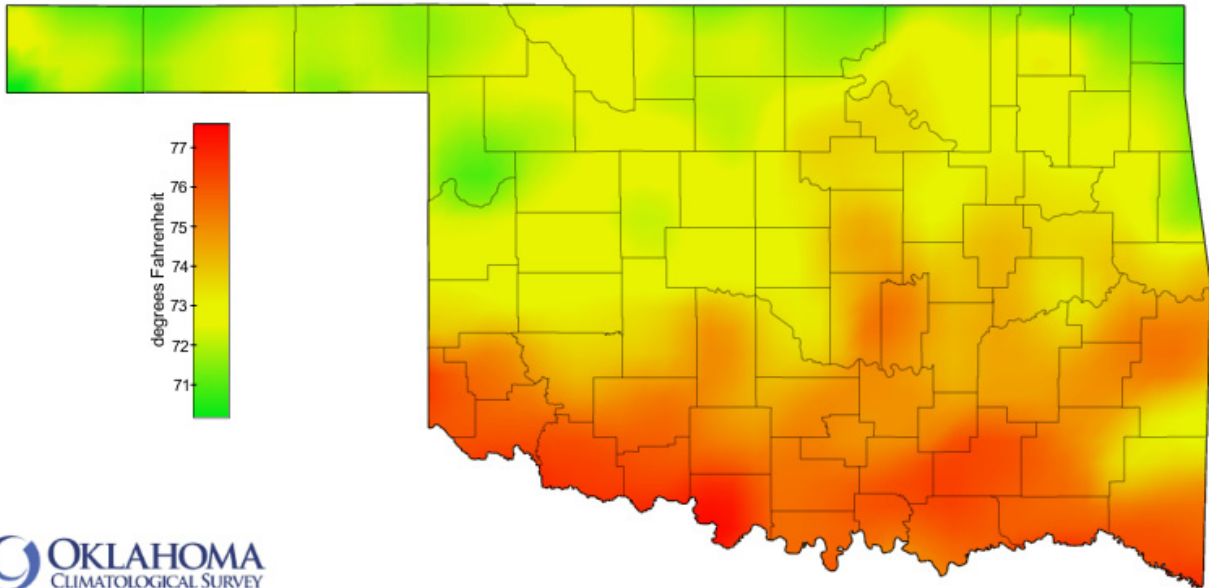 degrees Fahrenheit
77
76
75
74
73
72
71
OKLAHOMA
CLIMATOLOGICAL SURVEY